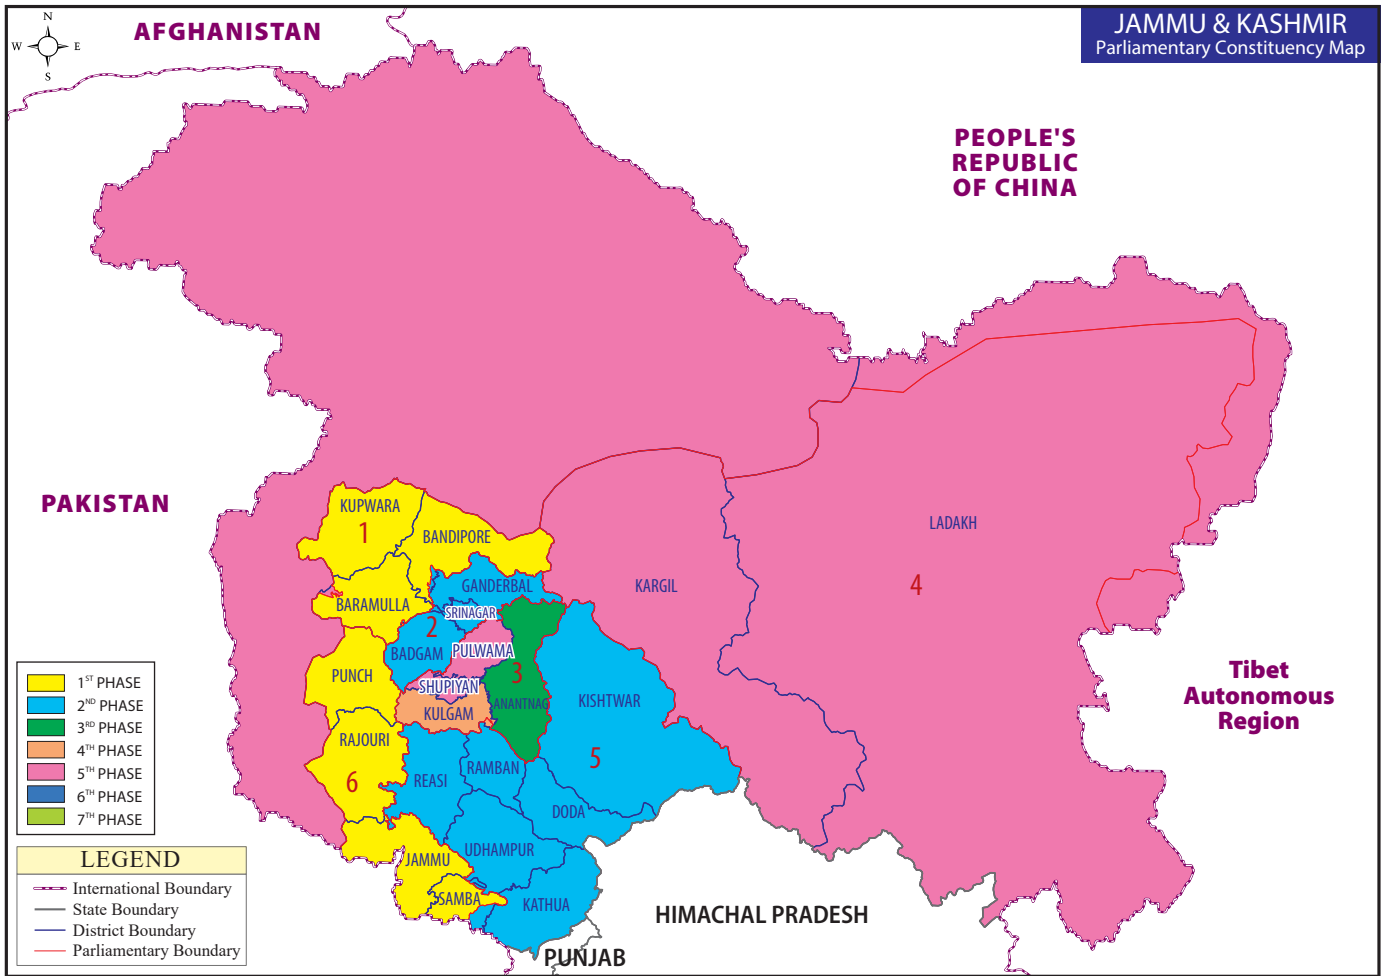 JAMMU & KASHMIR
Parliamentary Constituency Map
N
W
E
S
AFGHANISTAN
PEOPLE'S
REPUBLIC
OF CHINA
PAKISTAN
KUPWARA
1
BANDIPORE
LADAKH
GANDERBAL
KARGIL
4
BARAMULLA
SRINAGAR
2
BADGAM
PULWAMA
3
PUNCH
SHUPIYAN
ANANTNAG
KISHTWAR
KULGAM
Tibet
Autonomous
Region
RAJOURI
6
REASI
RAMBAN
5
DODA
UDHAMPUR
JAMMU
SAMBA
KATHUA
HIMACHAL PRADESH
PUNJAB
1ST PHASE
2ND PHASE
3RD PHASE
4TH PHASE
5TH PHASE
6TH PHASE
7TH PHASE
LEGEND
International Boundary
State Boundary
District Boundary
Parliamentary Boundary